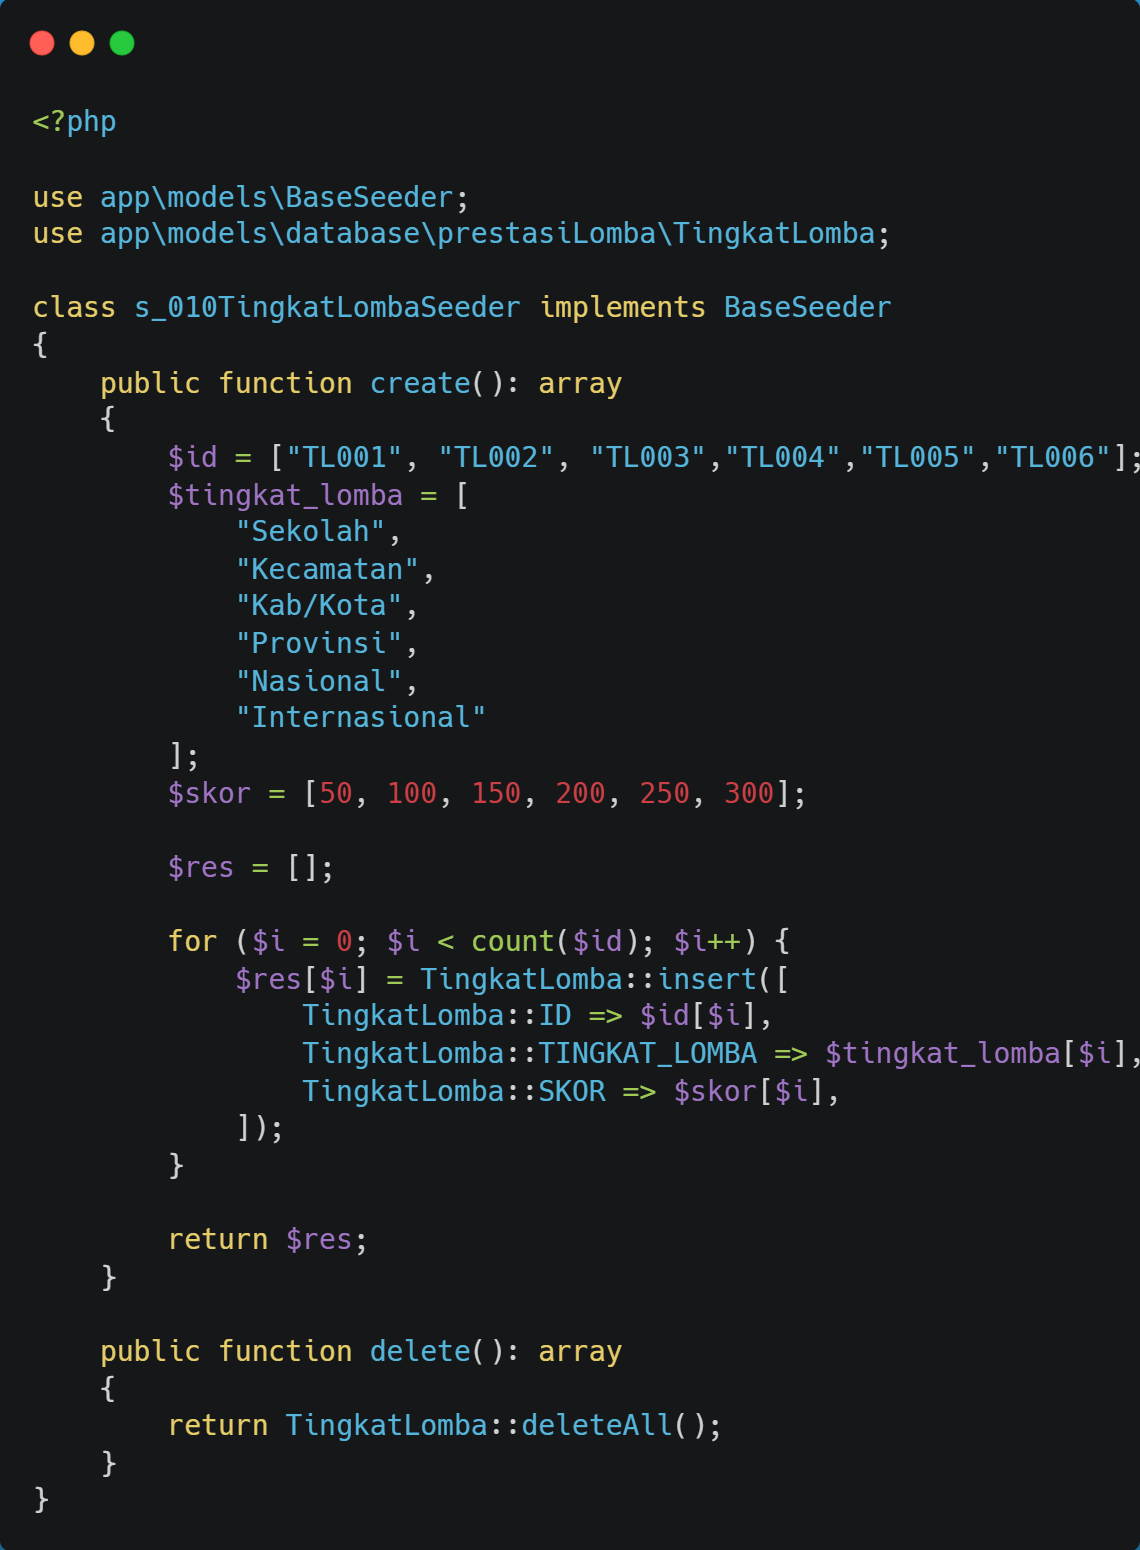 <?php
use app\models\BaseSeeder;
use app\models\database\prestasiLomba\TingkatLomba;
class s_010TingkatLombaSeeder implements BaseSeeder
{
    public function create(): array
    {
        $id = ["TL001", "TL002", "TL003","TL004","TL005","TL006"];
        $tingkat_lomba = [
            "Sekolah",
            "Kecamatan",
            "Kab/Kota",
            "Provinsi",
            "Nasional",
            "Internasional"
        ];
        $skor = [50, 100, 150, 200, 250, 300];
        $res = [];
        for ($i = 0; $i < count($id); $i++) {
            $res[$i] = TingkatLomba::insert([
                TingkatLomba::ID => $id[$i],
                TingkatLomba::TINGKAT_LOMBA => $tingkat_lomba[$i],
                TingkatLomba::SKOR => $skor[$i],
            ]);
        }
        return $res;
    }
    public function delete(): array
    {
        return TingkatLomba::deleteAll();
    }
}